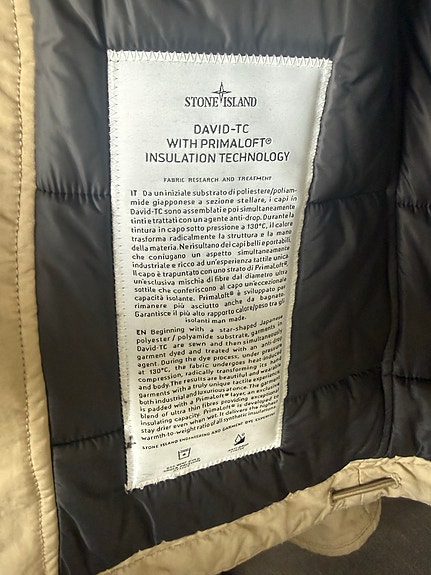 STONE ISLAND
DAVID-TC
WITH PRIMALOFT®
INSULATION TECHNOLOGY
FABRIC RESEARCH AND TREATMENT
IT Da un iniziale substrato di poliestere/poliam-
mide giapponese a sezione stellare, i capi in
David-TC sono assemblati e poi simultaneamente
tinti e trattati con un agente anti-drop. Durante la
tintura in capo sotto pressione a 130°C, il calore
trasforma radicalmente la struttura e la mano
della materia. Ne risultano dei capi belli e portabili,
che coniugano un aspetto simultaneamente
industriale e ricco ad un'esperienza tattile unica.
Il capo è trapuntato con uno strato di PrimaLoft®,
un'esclusiva mischia di fibre dal diametro ultra
sottile che conferiscono al capo un'eccezionale
capacità isolante. PrimaLoft® è sviluppato per
rimanere più asciutto anche da bagnato.
Garantisce il più alto rapporto calore/peso tra gli
isolanti man made.
EN Beginning with a star-shaped Japanese
polyester / polyamide substrate, garments in
David-TC are sewn and then simultaneously
garment dyed and treated with an anti-drop
agent. During the dye process, under pressure
at 130°C, the fabric undergoes heat-induced
compression, radically transforming its hand
and body. The results are beautiful and wearable
garments with a truly unique tactile experience,
both industrial and luxurious at once. The garment
is padded with a PrimaLoft® layer, an exclusive
blend of ultra thin fibres providing exceptional
insulating capacity. PrimaLoft® is developed to
stay drier even when wet. It delivers the highest
warmth-to-weight ratio of all synthetic insulations.
STONE ISLAND ENGINEERING AND GARMENT DYE EXPERTISE